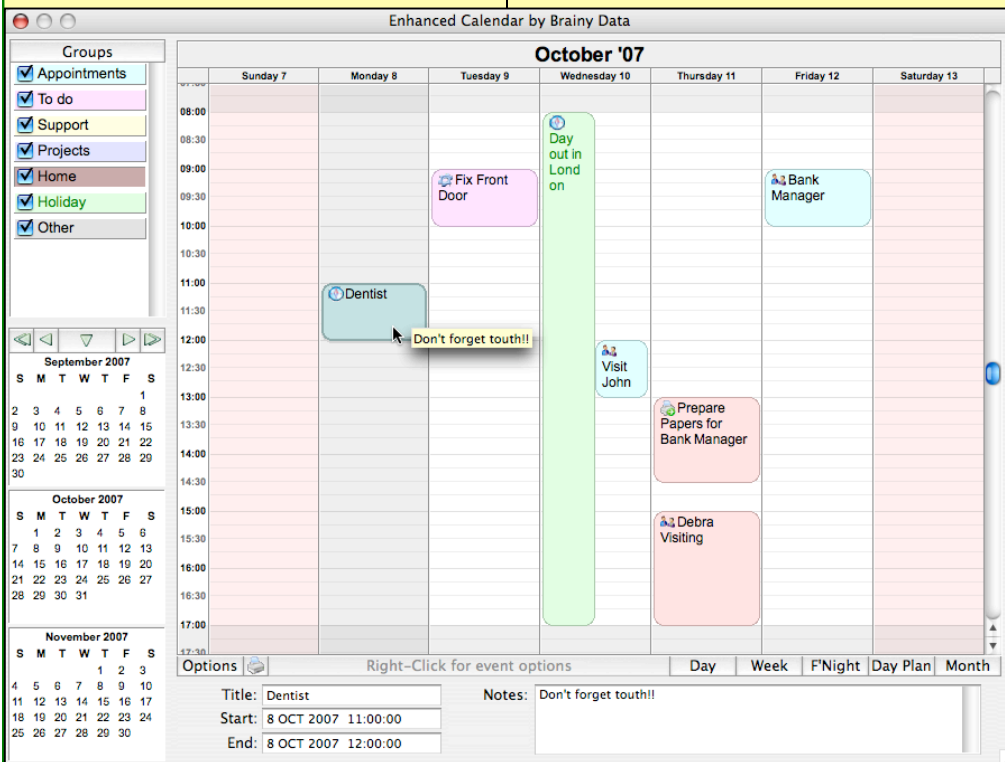 Enhanced Calendar by Brainy Data
Groups
Appointments
To do
Support
Projects
Home
Holiday
Other
September 2007
S M T W T F S
1
2 3 4 5 6 7 8
9 10 11 12 13 14 15
16 17 18 19 20 21 22
23 24 25 26 27 28 29
30
October 2007
S M T W T F S
1 2 3 4 5 6
7 8 9 10 11 12 13
14 15 16 17 18 19 20
21 22 23 24 25 26 27
28 29 30 31
November 2007
S M T W T F S
1 2 3
4 5 6 7 8 9 10
11 12 13 14 15 16 17
18 19 20 21 22 23 24
25 26 27 28 29 30
October '07
Sunday 7 Monday 8 Tuesday 9 Wednesday 10 Thursday 11 Friday 12 Saturday 13
08:00
08:30
09:00
09:30
10:00
10:30
11:00
11:30
12:00
12:30
13:00
13:30
14:00
14:30
15:00
15:30
16:00
16:30
17:00
17:30
Dentist
Don't forget touth!!
Fix Front
Door
Day
out in
Lond
on
Visit
John
Prepare
Papers for
Bank Manager
Debra
Visiting
Bank
Manager
Options Right-Click for event options Day Week F'Night Day Plan Month
Title: Dentist
Start: 8 OCT 2007 11:00:00
End: 8 OCT 2007 12:00:00
Notes: Don't forget touth!!